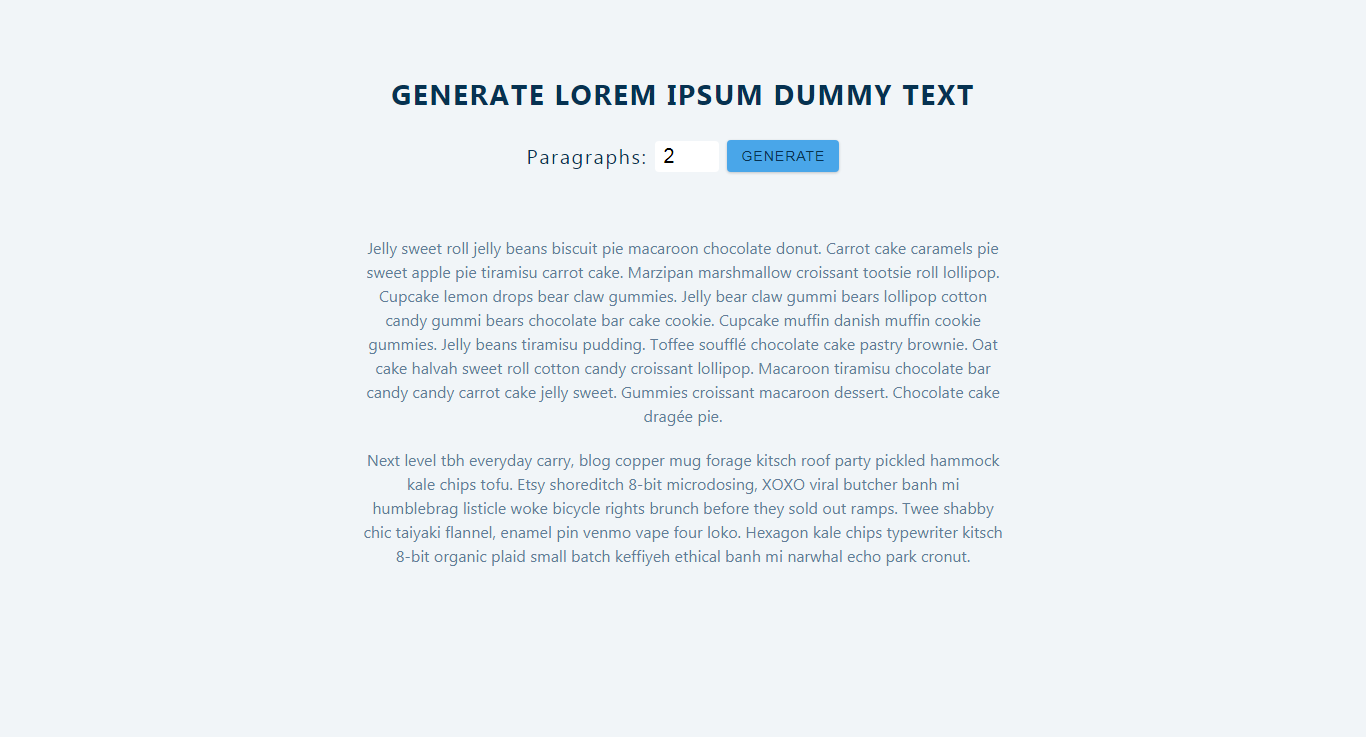 GENERATE LOREM IPSUM DUMMY TEXT
Paragraphs: 2 GENERATE
Jelly sweet roll jelly beans biscuit pie macaroon chocolate donut. Carrot cake caramels pie
sweet apple pie tiramisu carrot cake. Marzipan marshmallow croissant tootsie roll lollipop.
Cupcake lemon drops bear claw gummies. Jelly bear claw gummi bears lollipop cotton
candy gummi bears chocolate bar cake cookie. Cupcake muffin danish muffin cookie
gummies. Jelly beans tiramisu pudding. Toffee soufflé chocolate cake pastry brownie. Oat
cake halvah sweet roll cotton candy croissant lollipop. Macaroon tiramisu chocolate bar
candy candy carrot cake jelly sweet. Gummies croissant macaroon dessert. Chocolate cake
dragée pie.
Next level tbh everyday carry, blog copper mug forage kitsch roof party pickled hammock
kale chips tofu. Etsy shoreditch 8-bit microdosing, XOXO viral butcher banh mi
humblebrag listicle woke bicycle rights brunch before they sold out ramps. Twee shabby
chic taiyaki flannel, enamel pin venmo vape four loko. Hexagon kale chips typewriter kitsch
8-bit organic plaid small batch keffiyeh ethical banh mi narwhal echo park cronut.